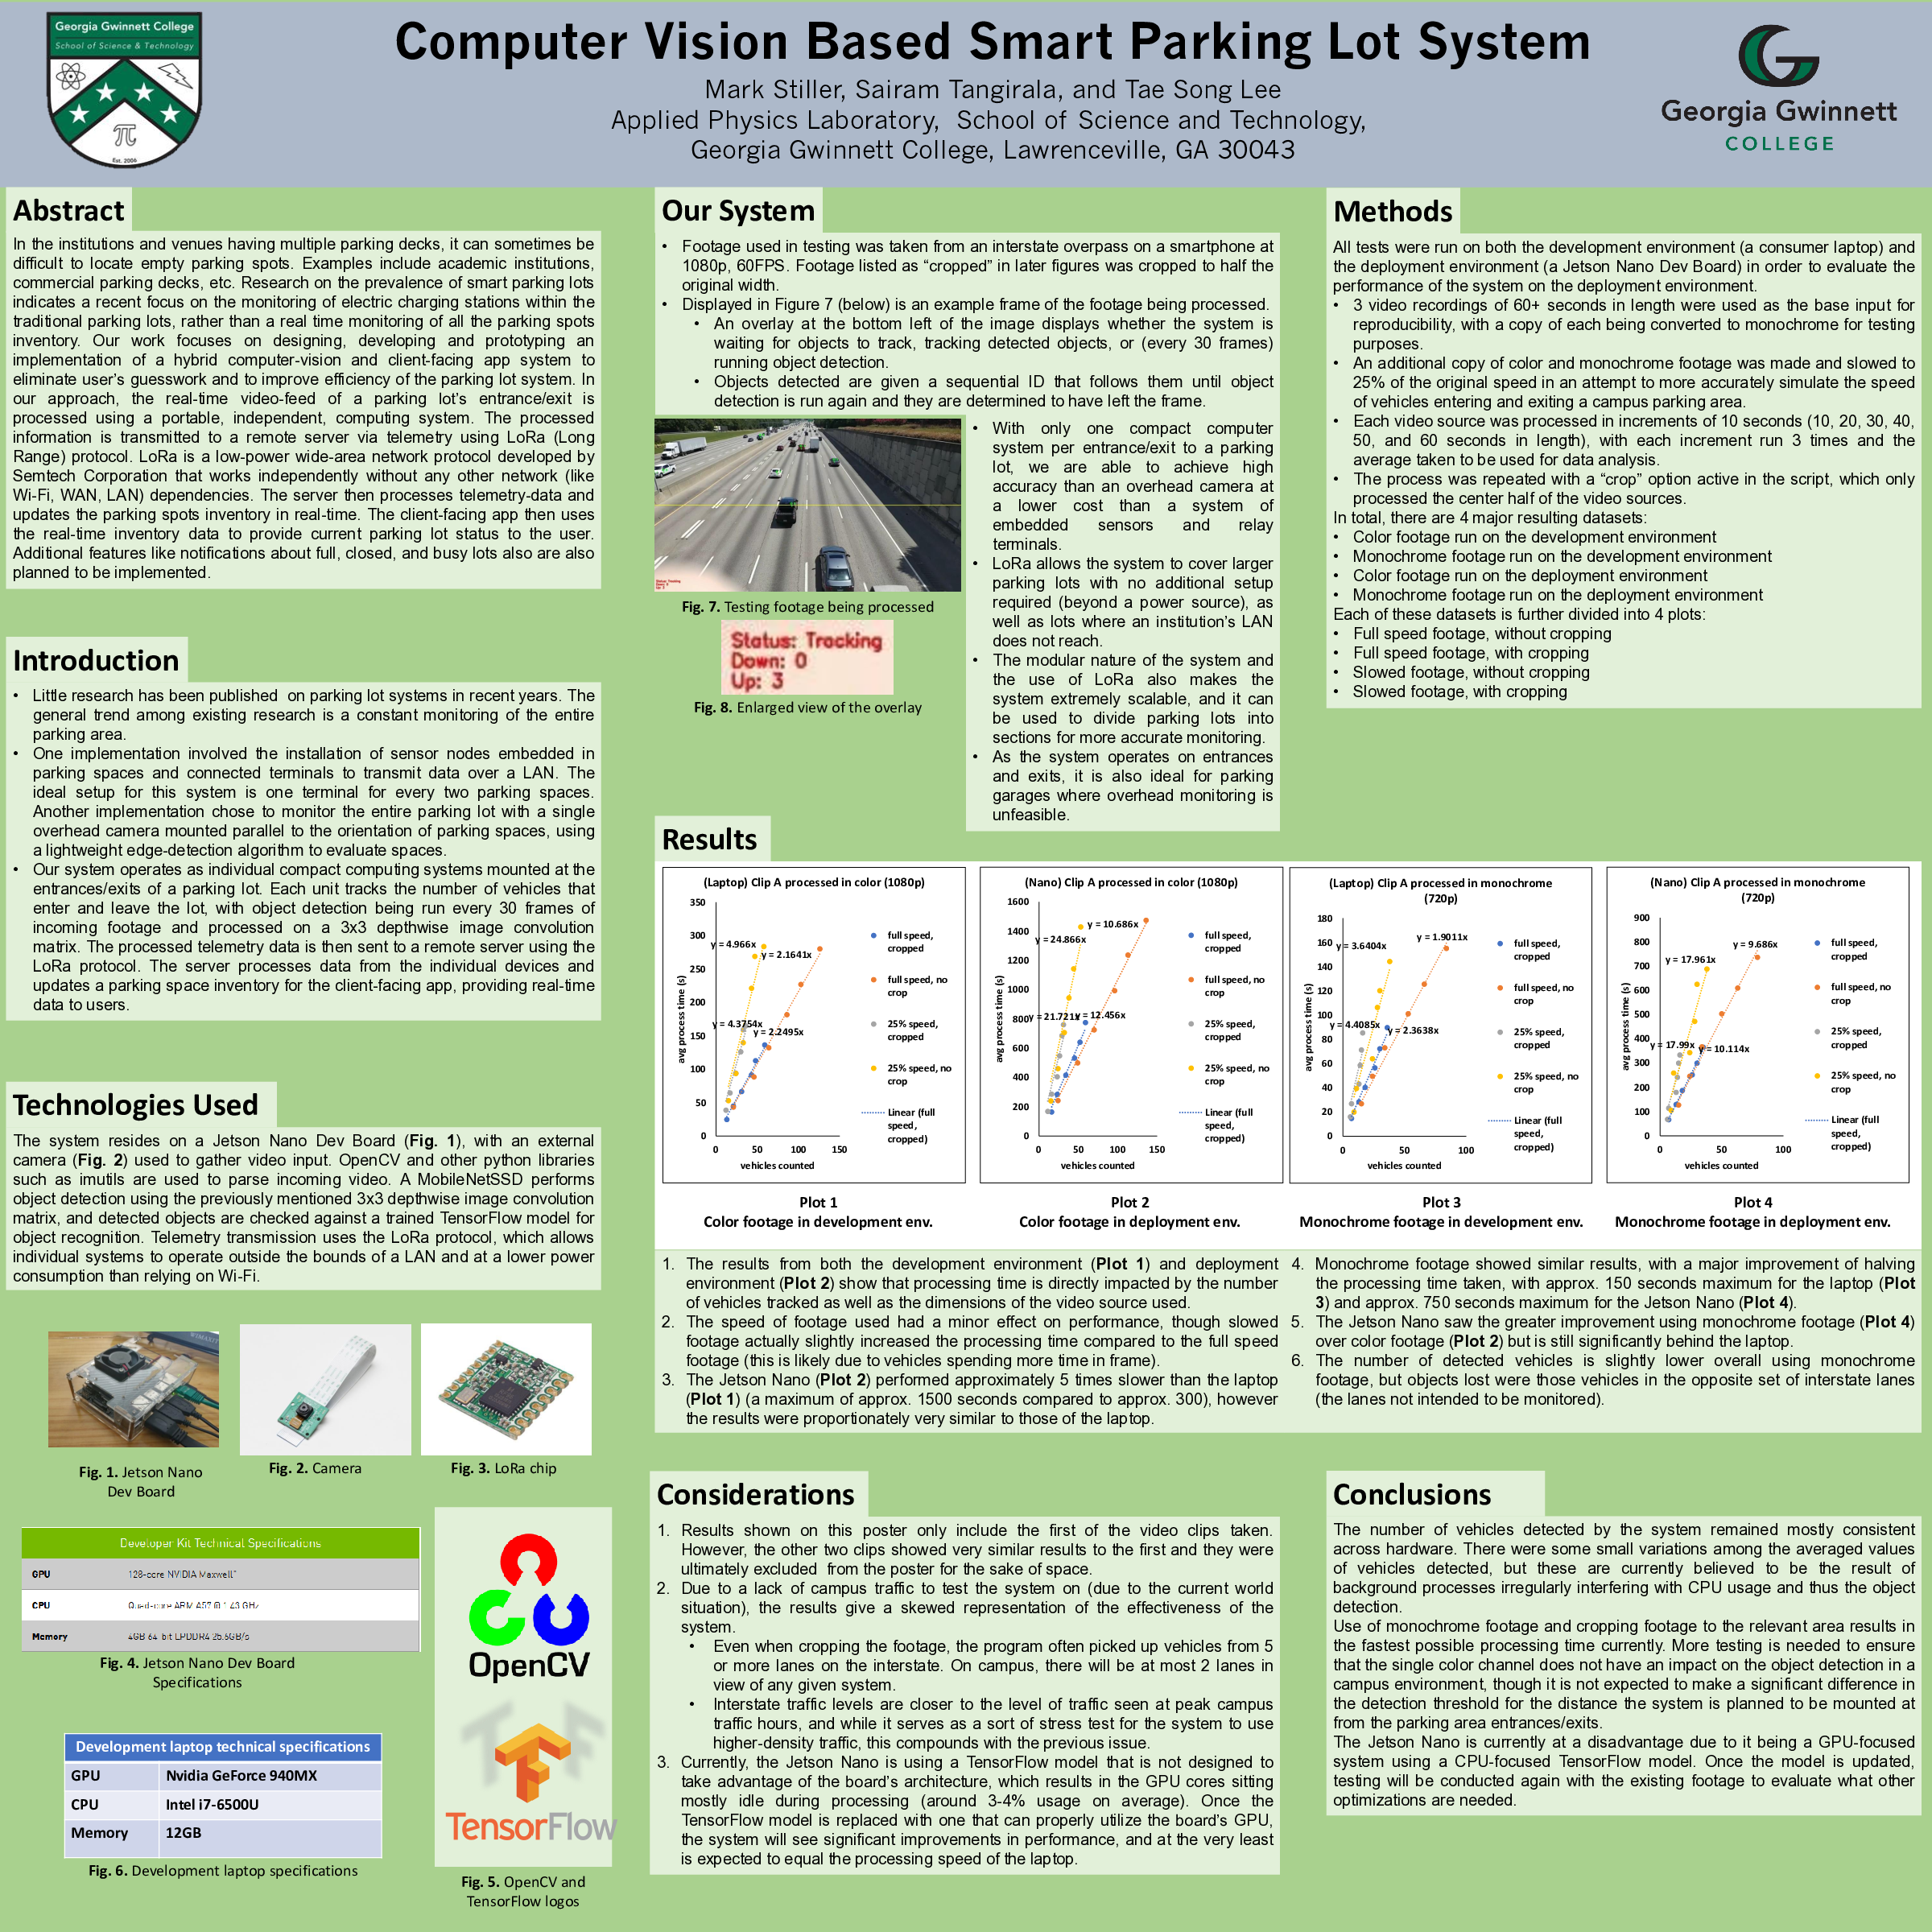 Georgia Gwinnett College
School of Science & Technology
π
Est. 2006
Computer Vision Based Smart Parking Lot System
Mark Stiller, Sairam Tangirala, and Tae Song Lee
Applied Physics Laboratory, School of Science and Technology,
Georgia Gwinnett College, Lawrenceville, GA 30043
Georgia Gwinnett
COLLEGE
Abstract
In the institutions and venues having multiple parking decks, it can sometimes be
difficult to locate empty parking spots. Examples include academic institutions,
commercial parking decks, etc. Research on the prevalence of smart parking lots
indicates a recent focus on the monitoring of electric charging stations within the
traditional parking lots, rather than a real time monitoring of all the parking spots
inventory. Our work focuses on designing, developing and prototyping an
implementation of a hybrid computer-vision and client-facing app system to
eliminate user's guesswork and to improve efficiency of the parking lot system. In
our approach, the real-time video-feed of a parking lot's entrance/exit is
processed using a portable, independent, computing system. The processed
information is transmitted to a remote server via telemetry using LoRa (Long
Range) protocol. LoRa is a low-power wide-area network protocol developed by
Semtech Corporation that works independently without any other network (like
Wi-Fi, WAN, LAN) dependencies. The server then processes telemetry-data and
updates the parking spots inventory in real-time. The client-facing app then uses
the real-time inventory data to provide current parking lot status to the user.
Additional features like notifications about full, closed, and busy lots also are also
planned to be implemented.
Introduction
• Little research has been published on parking lot systems in recent years. The
general trend among existing research is a constant monitoring of the entire
parking area.
• One implementation involved the installation of sensor nodes embedded in
parking spaces and connected terminals to transmit data over a LAN. The
ideal setup for this system is one terminal for every two parking spaces.
Another implementation chose to monitor the entire parking lot with a single
overhead camera mounted parallel to the orientation of parking spaces, using
a lightweight edge-detection algorithm to evaluate spaces.
• Our system operates as individual compact computing systems mounted at the
entrances/exits of a parking lot. Each unit tracks the number of vehicles that
enter and leave the lot, with object detection being run every 30 frames of
incoming footage and processed on a 3x3 depthwise image convolution
matrix. The processed telemetry data is then sent to a remote server using the
LoRa protocol. The server processes data from the individual devices and
updates a parking space inventory for the client-facing app, providing real-time
data to users.
Technologies Used
The system resides on a Jetson Nano Dev Board (Fig. 1), with an external
camera (Fig. 2) used to gather video input. OpenCV and other python libraries
such as imutils are used to parse incoming video. A MobileNetSSD performs
object detection using the previously mentioned 3x3 depthwise image convolution
matrix, and detected objects are checked against a trained TensorFlow model for
object recognition. Telemetry transmission uses the LoRa protocol, which allows
individual systems to operate outside the bounds of a LAN and at a lower power
consumption than relying on Wi-Fi.
Fig. 1. Jetson Nano
Dev Board
Fig. 2. Camera
Fig. 3. LoRa chip
Developer Kit Technical Specifications
GPU 128-core NVIDIA Maxwell™
CPU Quad-core ARM A57 @ 1.43 GHz
Memory 4GB 64-bit LPDDR4 25.6GB/s
Fig. 4. Jetson Nano Dev Board
Specifications
Development laptop technical specifications
GPU Nvidia GeForce 940MX
CPU Intel i7-6500U
Memory 12GB
Fig. 6. Development laptop specifications
OpenCV
TensorFlow
Fig. 5. OpenCV and
TensorFlow logos
Our System
• Footage used in testing was taken from an interstate overpass on a smartphone at
1080p, 60FPS. Footage listed as “cropped” in later figures was cropped to half the
original width.
• Displayed in Figure 7 (below) is an example frame of the footage being processed.
• An overlay at the bottom left of the image displays whether the system is
waiting for objects to track, tracking detected objects, or (every 30 frames)
running object detection.
• Objects detected are given a sequential ID that follows them until object
detection is run again and they are determined to have left the frame.
Fig. 7. Testing footage being processed
Status: Tracking
Down: 0
Up: 3
Fig. 8. Enlarged view of the overlay
• With only one compact computer
system per entrance/exit to a parking
lot, we are able to achieve high
accuracy than an overhead camera at
a lower cost than a system of
embedded sensors and relay
terminals.
• LoRa allows the system to cover larger
parking lots with no additional setup
required (beyond a power source), as
well as lots where an institution's LAN
does not reach.
• The modular nature of the system and
the use of LoRa also makes the
system extremely scalable, and it can
be used to divide parking lots into
sections for more accurate monitoring.
• As the system operates on entrances
and exits, it is also ideal for parking
garages where overhead monitoring is
unfeasible.
Methods
All tests were run on both the development environment (a consumer laptop) and
the deployment environment (a Jetson Nano Dev Board) in order to evaluate the
performance of the system on the deployment environment.
• 3 video recordings of 60+ seconds in length were used as the base input for
reproducibility, with a copy of each being converted to monochrome for testing
purposes.
• An additional copy of color and monochrome footage was made and slowed to
25% of the original speed in an attempt to more accurately simulate the speed
of vehicles entering and exiting a campus parking area.
• Each video source was processed in increments of 10 seconds (10, 20, 30, 40,
50, and 60 seconds in length), with each increment run 3 times and the
average taken to be used for data analysis.
• The process was repeated with a “crop” option active in the script, which only
processed the center half of the video sources.
In total, there are 4 major resulting datasets:
• Color footage run on the development environment
• Monochrome footage run on the development environment
• Color footage run on the deployment environment
• Monochrome footage run on the deployment environment
Each of these datasets is further divided into 4 plots:
• Full speed footage, without cropping
• Full speed footage, with cropping
• Slowed footage, without cropping
• Slowed footage, with cropping
Results
(Laptop) Clip A processed in color (1080p)
350
300
250
200
150
100
50
0
0 50 100 150
avg process time (s)
vehicles counted
y = 4.966x
y = 2.1641x
y = 4.3754x
y = 2.2495x
full speed,
cropped
full speed, no
crop
25% speed,
cropped
25% speed, no
crop
Linear (full
speed,
cropped)
Plot 1
Color footage in development env.
(Nano) Clip A processed in color (1080p)
1600
1400
1200
1000
800
600
400
200
0
0 50 100 150
avg process time (s)
vehicles counted
y = 24.866x
y = 10.686x
y = 21.721x
y = 12.456x
full speed,
cropped
full speed, no
crop
25% speed,
cropped
25% speed, no
crop
Linear (full
speed,
cropped)
Plot 2
Color footage in deployment env.
(Laptop) Clip A processed in monochrome
(720p)
180
160
140
120
100
80
60
40
20
0
0 50 100
avg process time (s)
vehicles counted
y = 3.6404x
y = 1.9011x
y = 4.4085x
y = 2.3638x
full speed,
cropped
full speed, no
crop
25% speed,
cropped
25% speed, no
crop
Linear (full
speed,
cropped)
Plot 3
Monochrome footage in development env.
(Nano) Clip A processed in monochrome
(720p)
900
800
700
600
500
400
300
200
100
0
0 50 100
avg process time (s)
vehicles counted
y = 17.961x
y = 9.686x
y = 17.99x
y = 10.114x
full speed,
cropped
full speed, no
crop
25% speed,
cropped
25% speed, no
crop
Linear (full
speed,
cropped)
Plot 4
Monochrome footage in deployment env.
1. The results from both the development environment (Plot 1) and deployment
environment (Plot 2) show that processing time is directly impacted by the number
of vehicles tracked as well as the dimensions of the video source used.
2. The speed of footage used had a minor effect on performance, though slowed
footage actually slightly increased the processing time compared to the full speed
footage (this is likely due to vehicles spending more time in frame).
3. The Jetson Nano (Plot 2) performed approximately 5 times slower than the laptop
(Plot 1) (a maximum of approx. 1500 seconds compared to approx. 300), however
the results were proportionately very similar to those of the laptop.
4. Monochrome footage showed similar results, with a major improvement of halving
the processing time taken, with approx. 150 seconds maximum for the laptop (Plot
3) and approx. 750 seconds maximum for the Jetson Nano (Plot 4).
5. The Jetson Nano saw the greater improvement using monochrome footage (Plot 4)
over color footage (Plot 2) but is still significantly behind the laptop.
6. The number of detected vehicles is slightly lower overall using monochrome
footage, but objects lost were those vehicles in the opposite set of interstate lanes
(the lanes not intended to be monitored).
Considerations
1. Results shown on this poster only include the first of the video clips taken.
However, the other two clips showed very similar results to the first and they were
ultimately excluded from the poster for the sake of space.
2. Due to a lack of campus traffic to test the system on (due to the current world
situation), the results give a skewed representation of the effectiveness of the
system.
• Even when cropping the footage, the program often picked up vehicles from 5
or more lanes on the interstate. On campus, there will be at most 2 lanes in
view of any given system.
• Interstate traffic levels are closer to the level of traffic seen at peak campus
traffic hours, and while it serves as a sort of stress test for the system to use
higher-density traffic, this compounds with the previous issue.
3. Currently, the Jetson Nano is using a TensorFlow model that is not designed to
take advantage of the board's architecture, which results in the GPU cores sitting
mostly idle during processing (around 3-4% usage on average). Once the
TensorFlow model is replaced with one that can properly utilize the board's GPU,
the system will see significant improvements in performance, and at the very least
is expected to equal the processing speed of the laptop.
Conclusions
The number of vehicles detected by the system remained mostly consistent
across hardware. There were some small variations among the averaged values
of vehicles detected, but these are currently believed to be the result of
background processes irregularly interfering with CPU usage and thus the object
detection.
Use of monochrome footage and cropping footage to the relevant area results in
the fastest possible processing time currently. More testing is needed to ensure
that the single color channel does not have an impact on the object detection in a
campus environment, though it is not expected to make a significant difference in
the detection threshold for the distance the system is planned to be mounted at
from the parking area entrances/exits.
The Jetson Nano is currently at a disadvantage due to it being a GPU-focused
system using a CPU-focused TensorFlow model. Once the model is updated,
testing will be conducted again with the existing footage to evaluate what other
optimizations are needed.